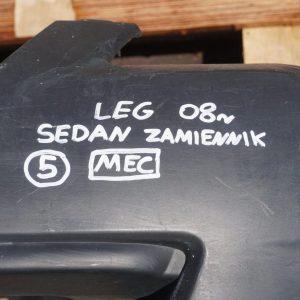 LEG 08~
SEDAN ZAMIENNIK
5 MEC